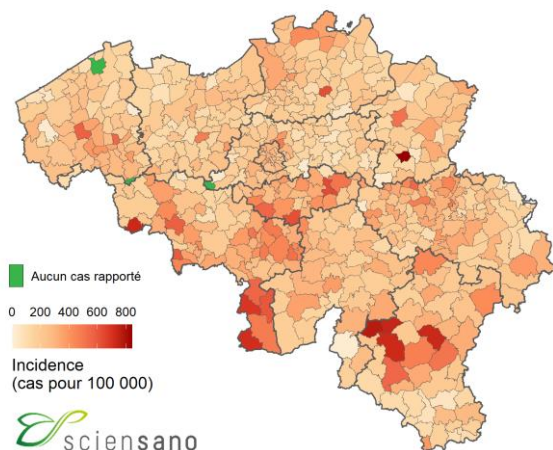 Aucun cas rapporté
0 200 400 600 800
Incidence
(cas pour 100 000)
sciensano